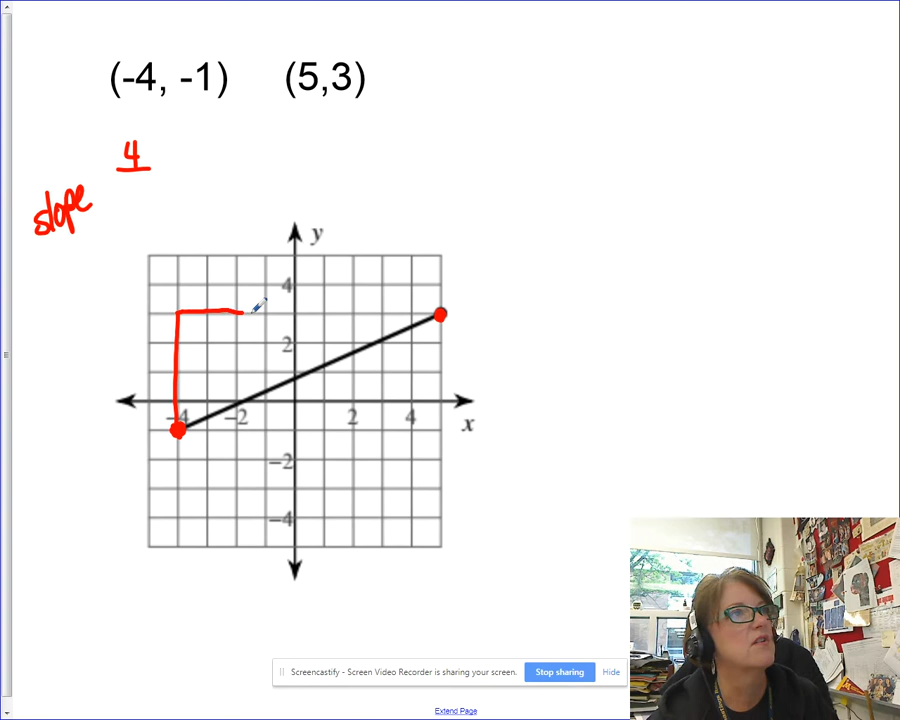 (-4, -1) (5,3)
4
slope
y
4
2
-4 -2 2 4
x
-2
-4
Screencastify - Screen Video Recorder is sharing your screen. Stop sharing Hide
Extend Page